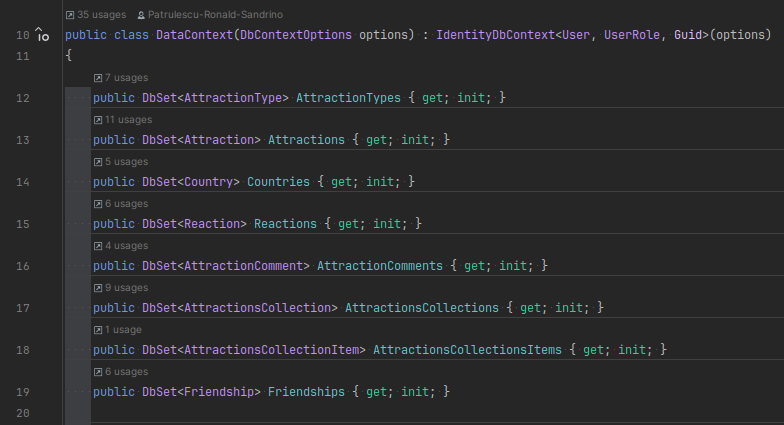 35 usages Patrulescu-Ronald-Sandrino
10 public class DataContext(DbContextOptions options) : IdentityDbContext<User, UserRole, Guid>(options)
11 {
7 usages
12 public DbSet<AttractionType> AttractionTypes { get; init; }
11 usages
13 public DbSet<Attraction> Attractions { get; init; }
5 usages
14 public DbSet<Country> Countries { get; init; }
6 usages
15 public DbSet<Reaction> Reactions { get; init; }
4 usages
16 public DbSet<AttractionComment> AttractionComments { get; init; }
9 usages
17 public DbSet<AttractionsCollection> AttractionsCollections { get; init; }
1 usage
18 public DbSet<AttractionsCollectionItem> AttractionsCollectionsItems { get; init; }
6 usages
19 public DbSet<Friendship> Friendships { get; init; }
20